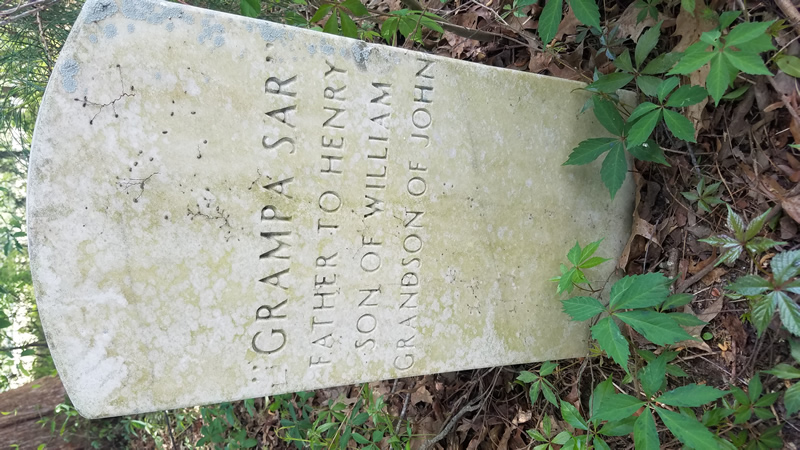 "GRAMPA SAR"
FATHER TO HENRY
SON OF WILLIAM
GRANDSON OF JOHN